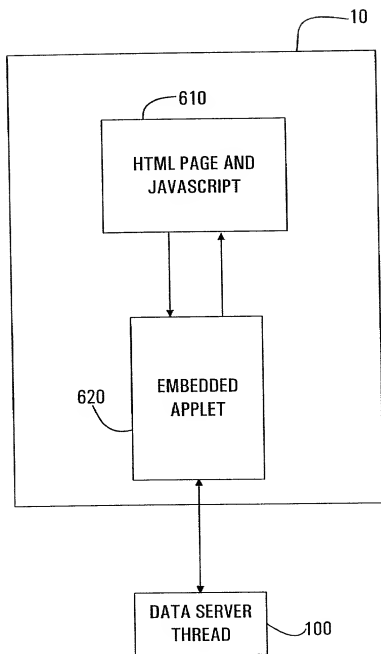 10
610
HTML PAGE AND
JAVASCRIPT
EMBEDDED
APPLET
620
DATA SERVER
THREAD
100